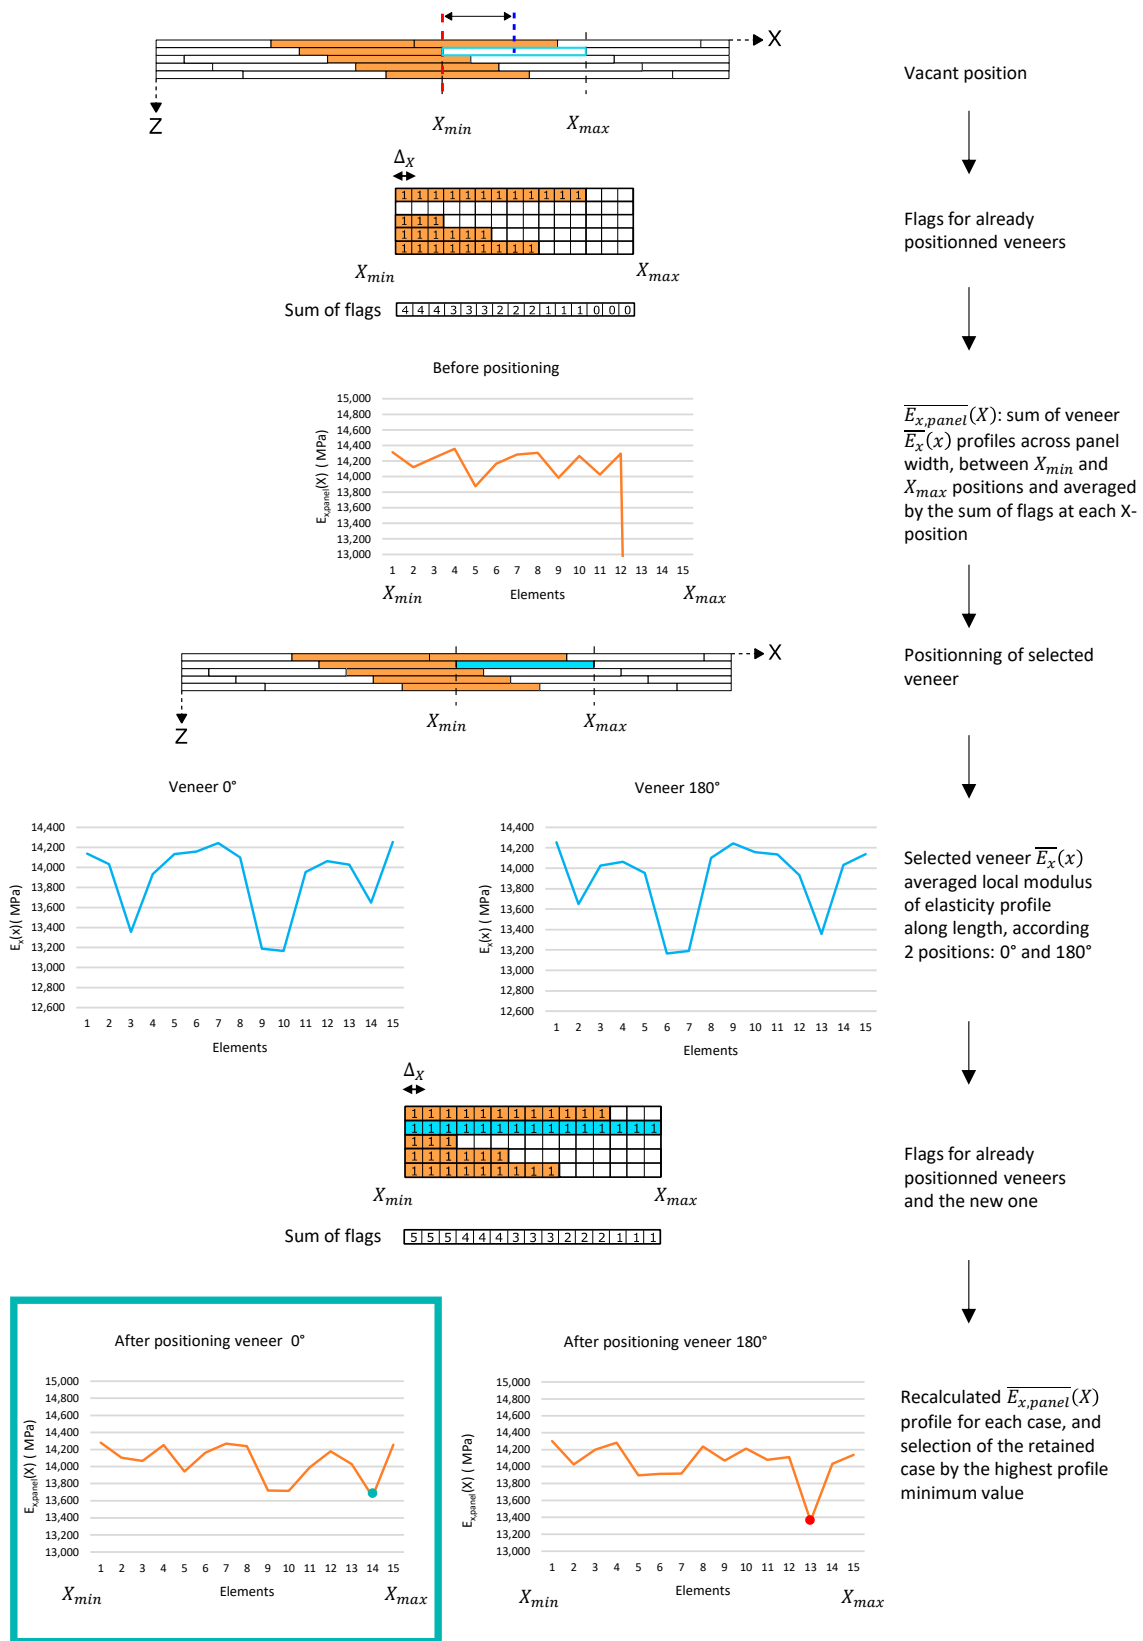 X
Vacant position
Z
X_min
X_max
Δ_X
1 1 1 1 1 1 1 1 1 1 1 1
1 1 1
1 1 1 1 1 1
1 1 1 1 1 1 1 1 1
Flags for already
positionned veneers
X_min
X_max
Sum of flags
4 4 4 3 3 3 2 2 2 1 1 1 0 0 0
Before positioning
E_x,panel(X) ( MPa)
15,000
14,800
14,600
14,400
14,200
14,000
13,800
13,600
13,400
13,200
13,000
1 2 3 4 5 6 7 8 9 10 11 12 13 14 15
X_min
Elements
X_max
E_x,panel(X): sum of veneer
E_x(x) profiles across panel
width, between X_min and
X_max positions and averaged
by the sum of flags at each X-
position
X
Z
X_min
X_max
Positionning of selected
veneer
Veneer 0°
E_x(x)( MPa)
14,400
14,200
14,000
13,800
13,600
13,400
13,200
13,000
12,800
12,600
1 2 3 4 5 6 7 8 9 10 11 12 13 14 15
Elements
Veneer 180°
E_x(x) ( MPa)
14,400
14,200
14,000
13,800
13,600
13,400
13,200
13,000
12,800
12,600
1 2 3 4 5 6 7 8 9 10 11 12 13 14 15
Elements
Selected veneer E_x(x)
averaged local modulus
of elasticity profile
along length, according
2 positions: 0° and 180°
Δ_X
1 1 1 1 1 1 1 1 1 1 1 1
1 1 1 1 1 1 1 1 1 1 1 1 1 1 1
1 1 1
1 1 1 1 1 1
1 1 1 1 1 1 1 1 1
X_min
X_max
Flags for already
positionned veneers
and the new one
Sum of flags
5 5 5 4 4 4 3 3 3 2 2 2 1 1 1
After positioning veneer 0°
E_x,panel(X) ( MPa)
15,000
14,800
14,600
14,400
14,200
14,000
13,800
13,600
13,400
13,200
13,000
1 2 3 4 5 6 7 8 9 10 11 12 13 14 15
X_min
Elements
X_max
After positioning veneer 180°
E_x,panel(X) ( MPa)
15,000
14,800
14,600
14,400
14,200
14,000
13,800
13,600
13,400
13,200
13,000
1 2 3 4 5 6 7 8 9 10 11 12 13 14 15
X_min
Elements
X_max
Recalculated E_x,panel(X)
profile for each case, and
selection of the retained
case by the highest profile
minimum value